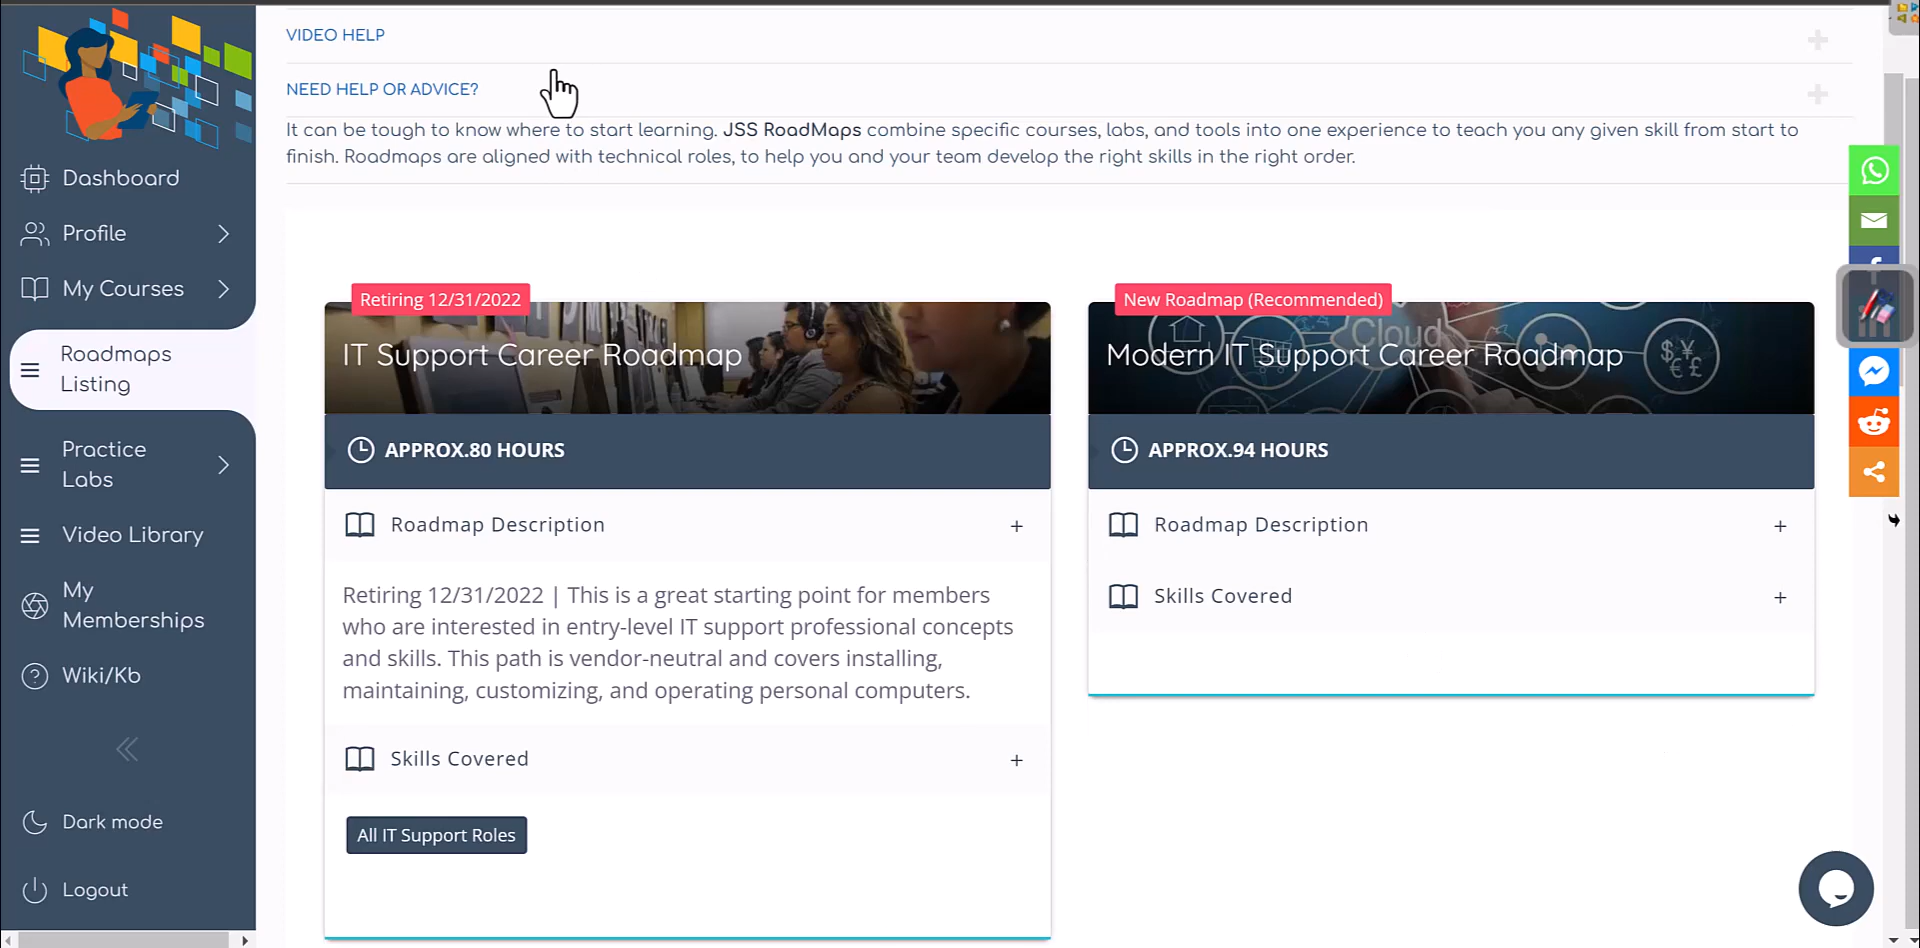 VIDEO HELP
NEED HELP OR ADVICE?
It can be tough to know where to start learning. JSS RoadMaps combine specific courses, labs, and tools into one experience to teach you any given skill from start to
finish. Roadmaps are aligned with technical roles, to help you and your team develop the right skills in the right order.
Dashboard
Profile
My Courses
Roadmaps
Listing
Practice
Labs
Video Library
My
Memberships
Wiki/Kb
Dark mode
Logout
Retiring 12/31/2022
IT Support Career Roadmap
APPROX.80 HOURS
Roadmap Description
+
Retiring 12/31/2022 | This is a great starting point for members
who are interested in entry-level IT support professional concepts
and skills. This path is vendor-neutral and covers installing,
maintaining, customizing, and operating personal computers.
Skills Covered
+
All IT Support Roles
New Roadmap (Recommended)
Cloud
Modern IT Support Career Roadmap
APPROX.94 HOURS
Roadmap Description
+
Skills Covered
+